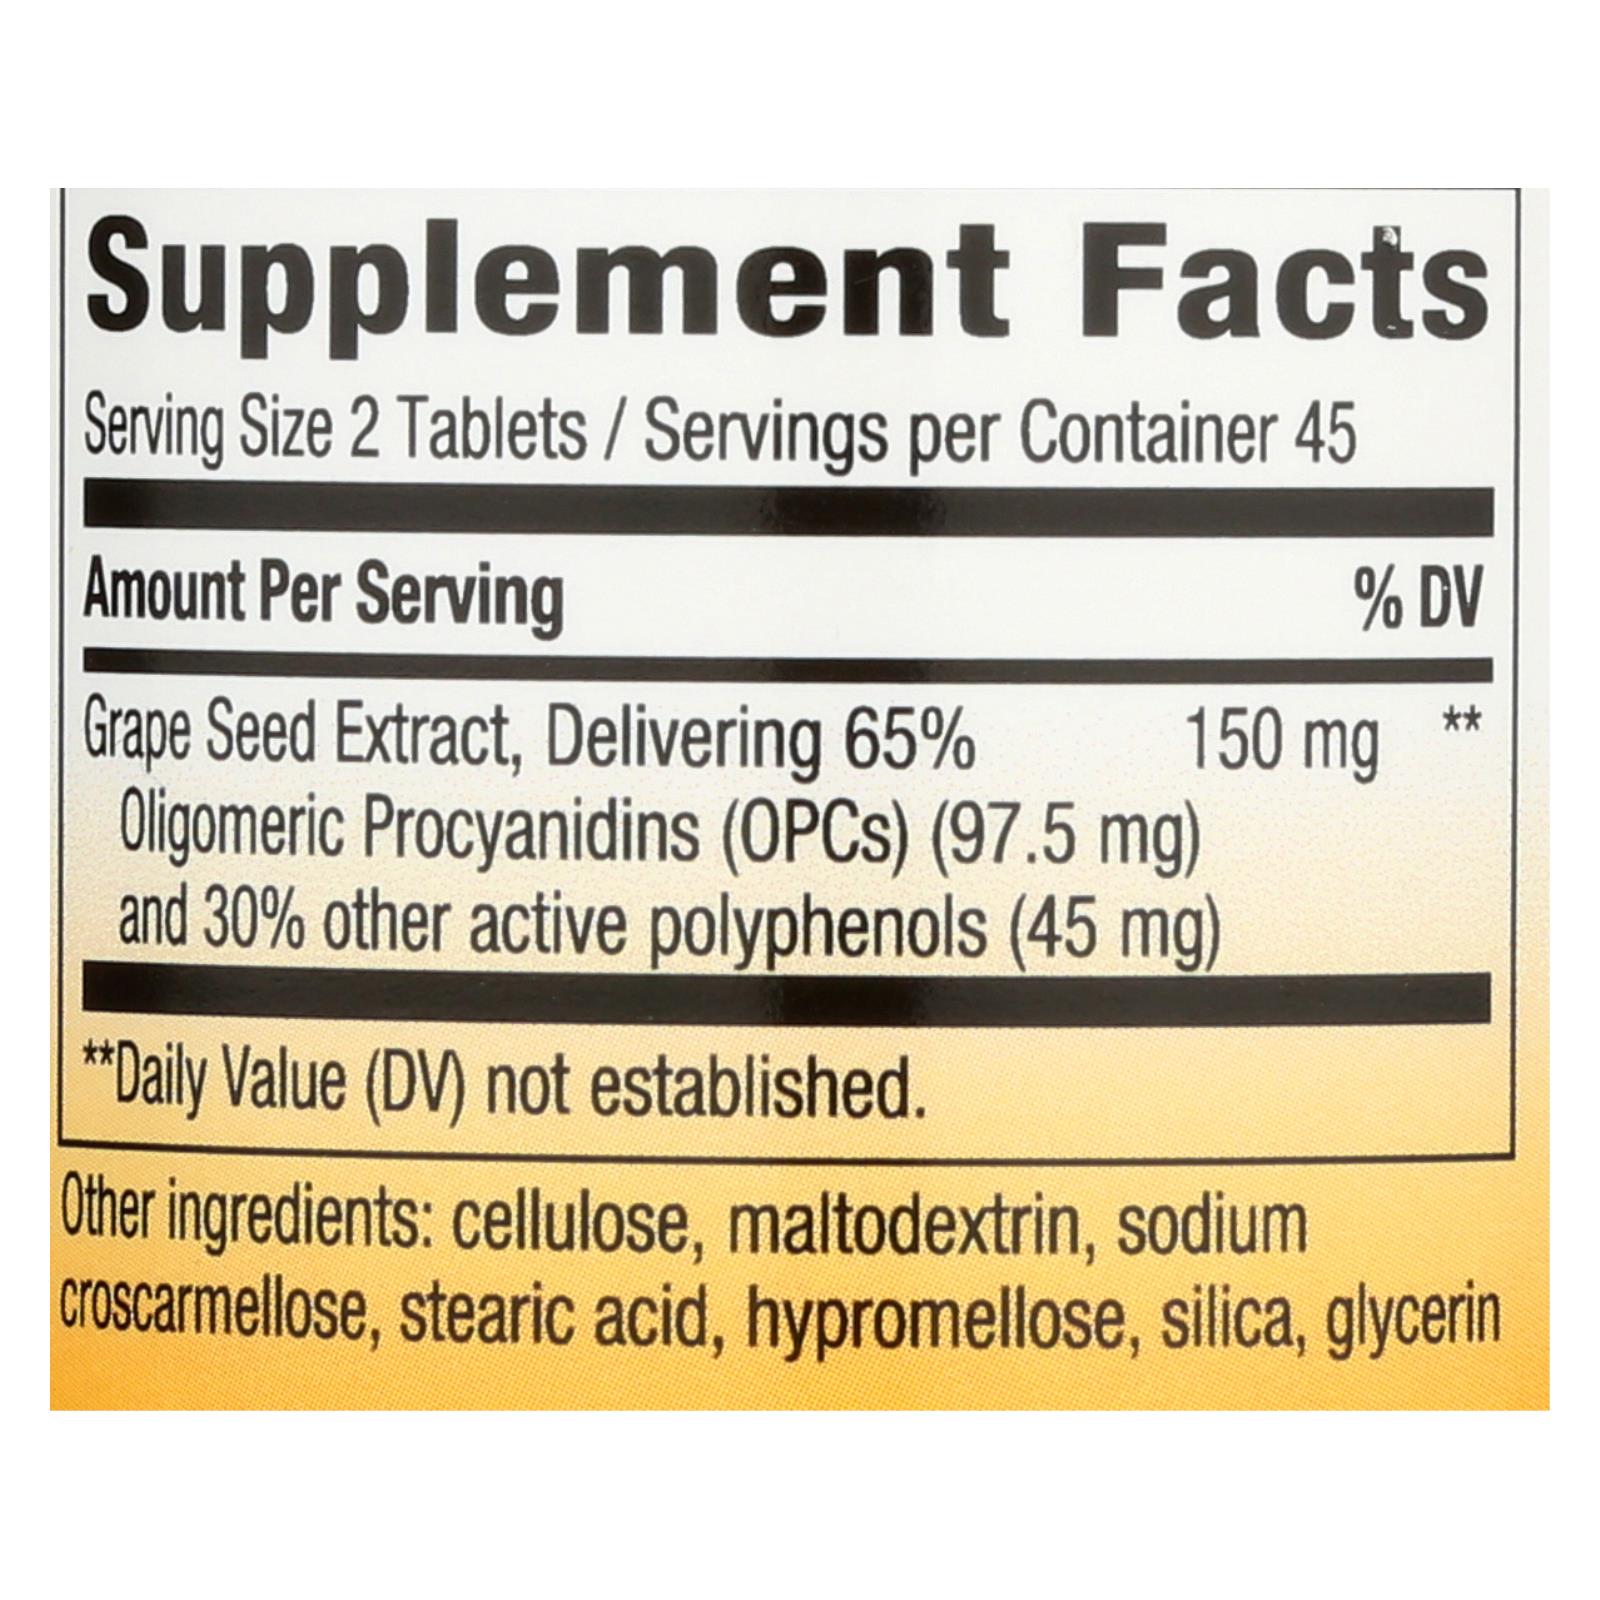 Supplement Facts
Serving Size 2 Tablets / Servings per Container 45
Amount Per Serving % DV
Grape Seed Extract, Delivering 65% 150 mg **
Oligomeric Procyanidins (OPCs) (97.5 mg)
and 30% other active polyphenols (45 mg)
**Daily Value (DV) not established.
Other ingredients: cellulose, maltodextrin, sodium
croscarmellose, stearic acid, hypromellose, silica, glycerin